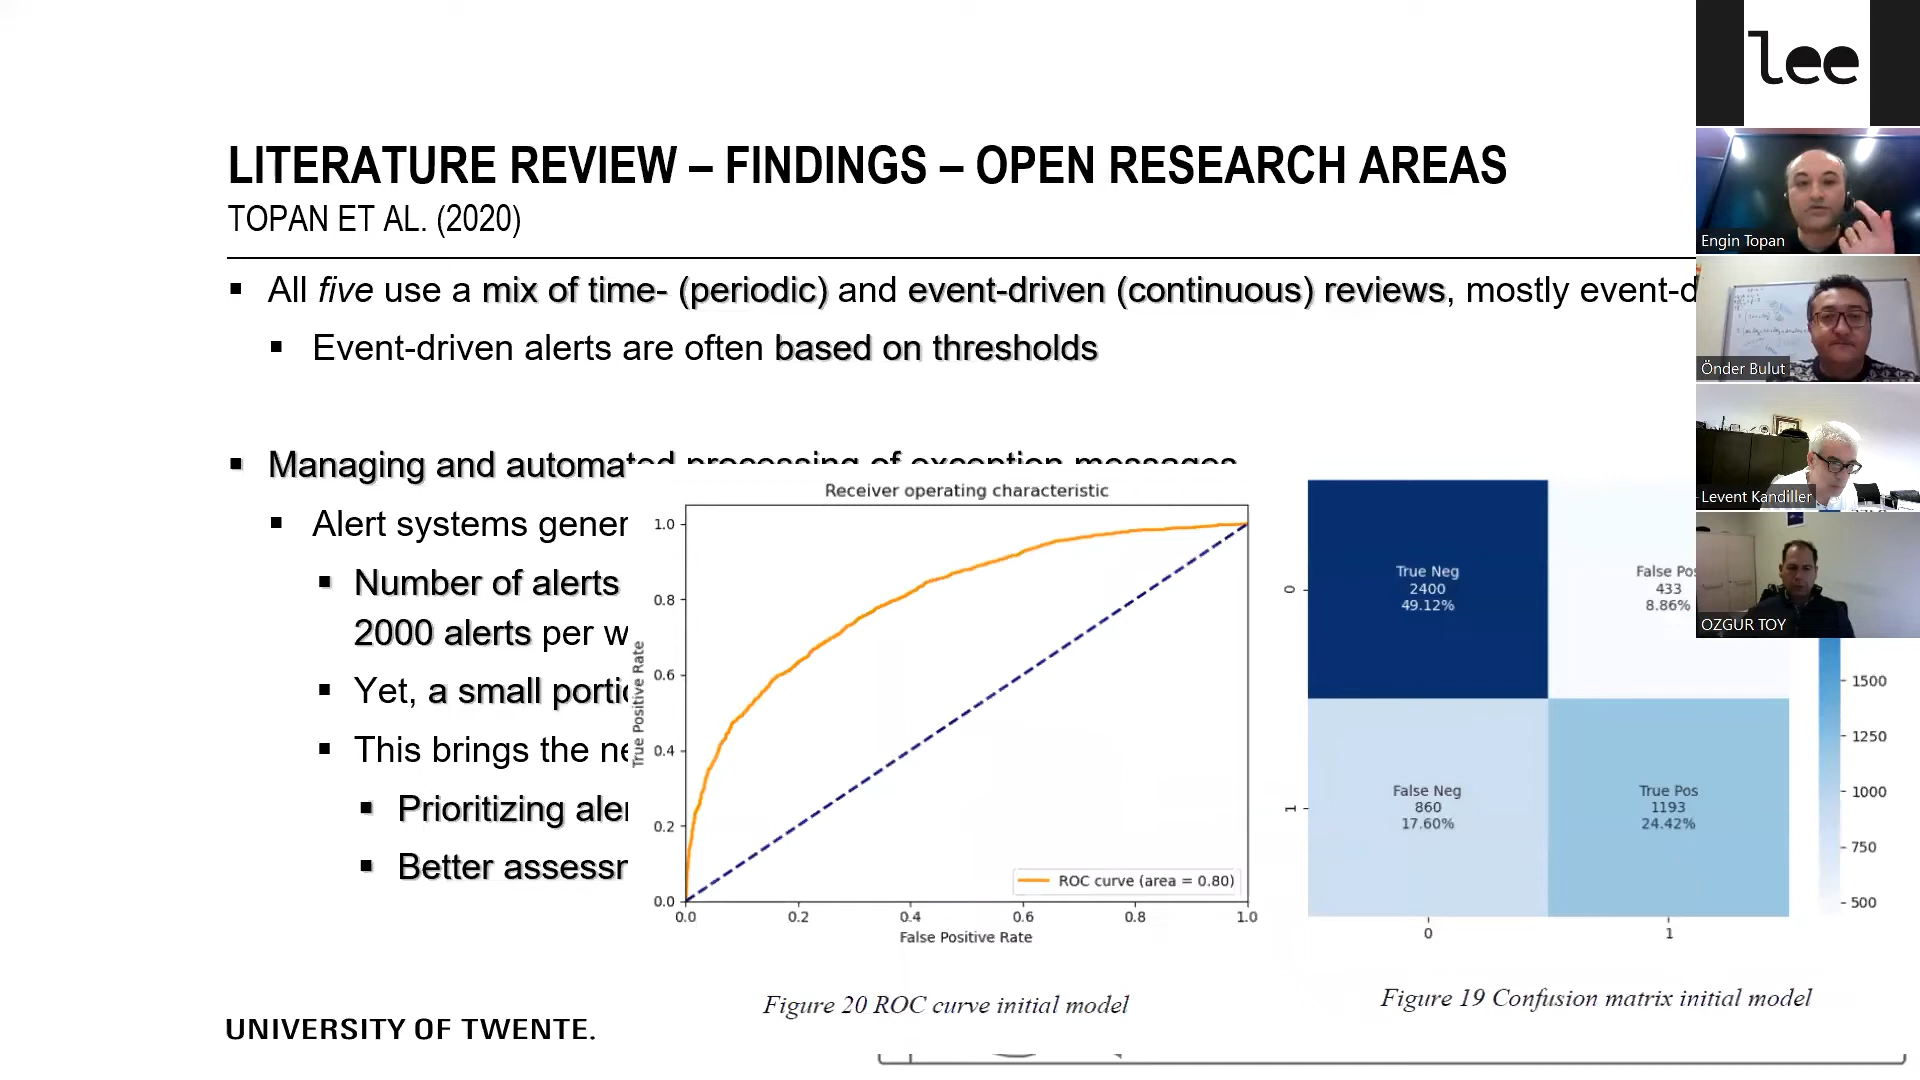 lee
LITERATURE REVIEW – FINDINGS – OPEN RESEARCH AREAS
TOPAN ET AL. (2020)
▪ All five use a mix of time- (periodic) and event-driven (continuous) reviews, mostly event-d
▪ Event-driven alerts are often based on thresholds
▪ Managing and automated processing of exception messages
▪ Alert systems gener
▪ Number of alerts
2000 alerts per w
▪ Yet, a small portic
▪ This brings the ne
▪ Prioritizing aler
▪ Better assessm
Receiver operating characteristic
True Positive Rate
1.0
0.8
0.6
0.4
0.2
0.0
0.0 0.2 0.4 0.6 0.8 1.0
False Positive Rate
ROC curve (area = 0.80)
Figure 20 ROC curve initial model
True Neg
2400
49.12%
False Pos
433
8.86%
False Neg
860
17.60%
True Pos
1193
24.42%
0
1
0 1
1500
1250
1000
750
500
Figure 19 Confusion matrix initial model
Engin Topan
Önder Bulut
Levent Kandiller
OZGUR TOY
UNIVERSITY OF TWENTE.